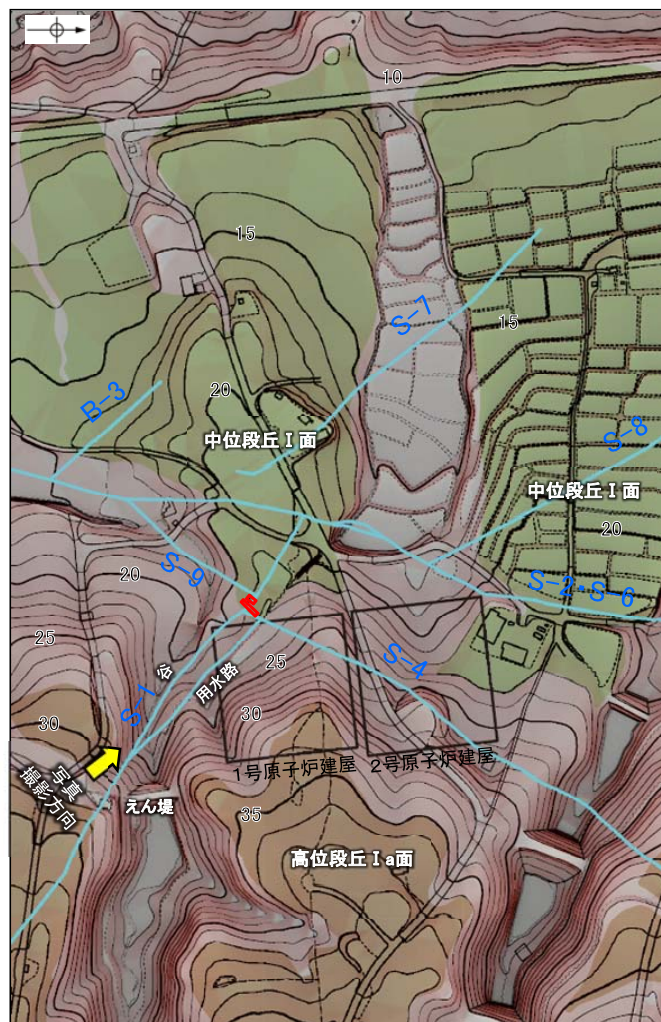 10
15
S-7
15
B-3
20
S-8
中位段丘Ⅰ面
中位段丘Ⅰ面
20
S-9
20
S-2・S-6
25
S-4
25
谷
用水路
S-1
30
30
写真
撮影方向
1号原子炉建屋
2号原子炉建屋
えん堤
35
高位段丘Ⅰa面